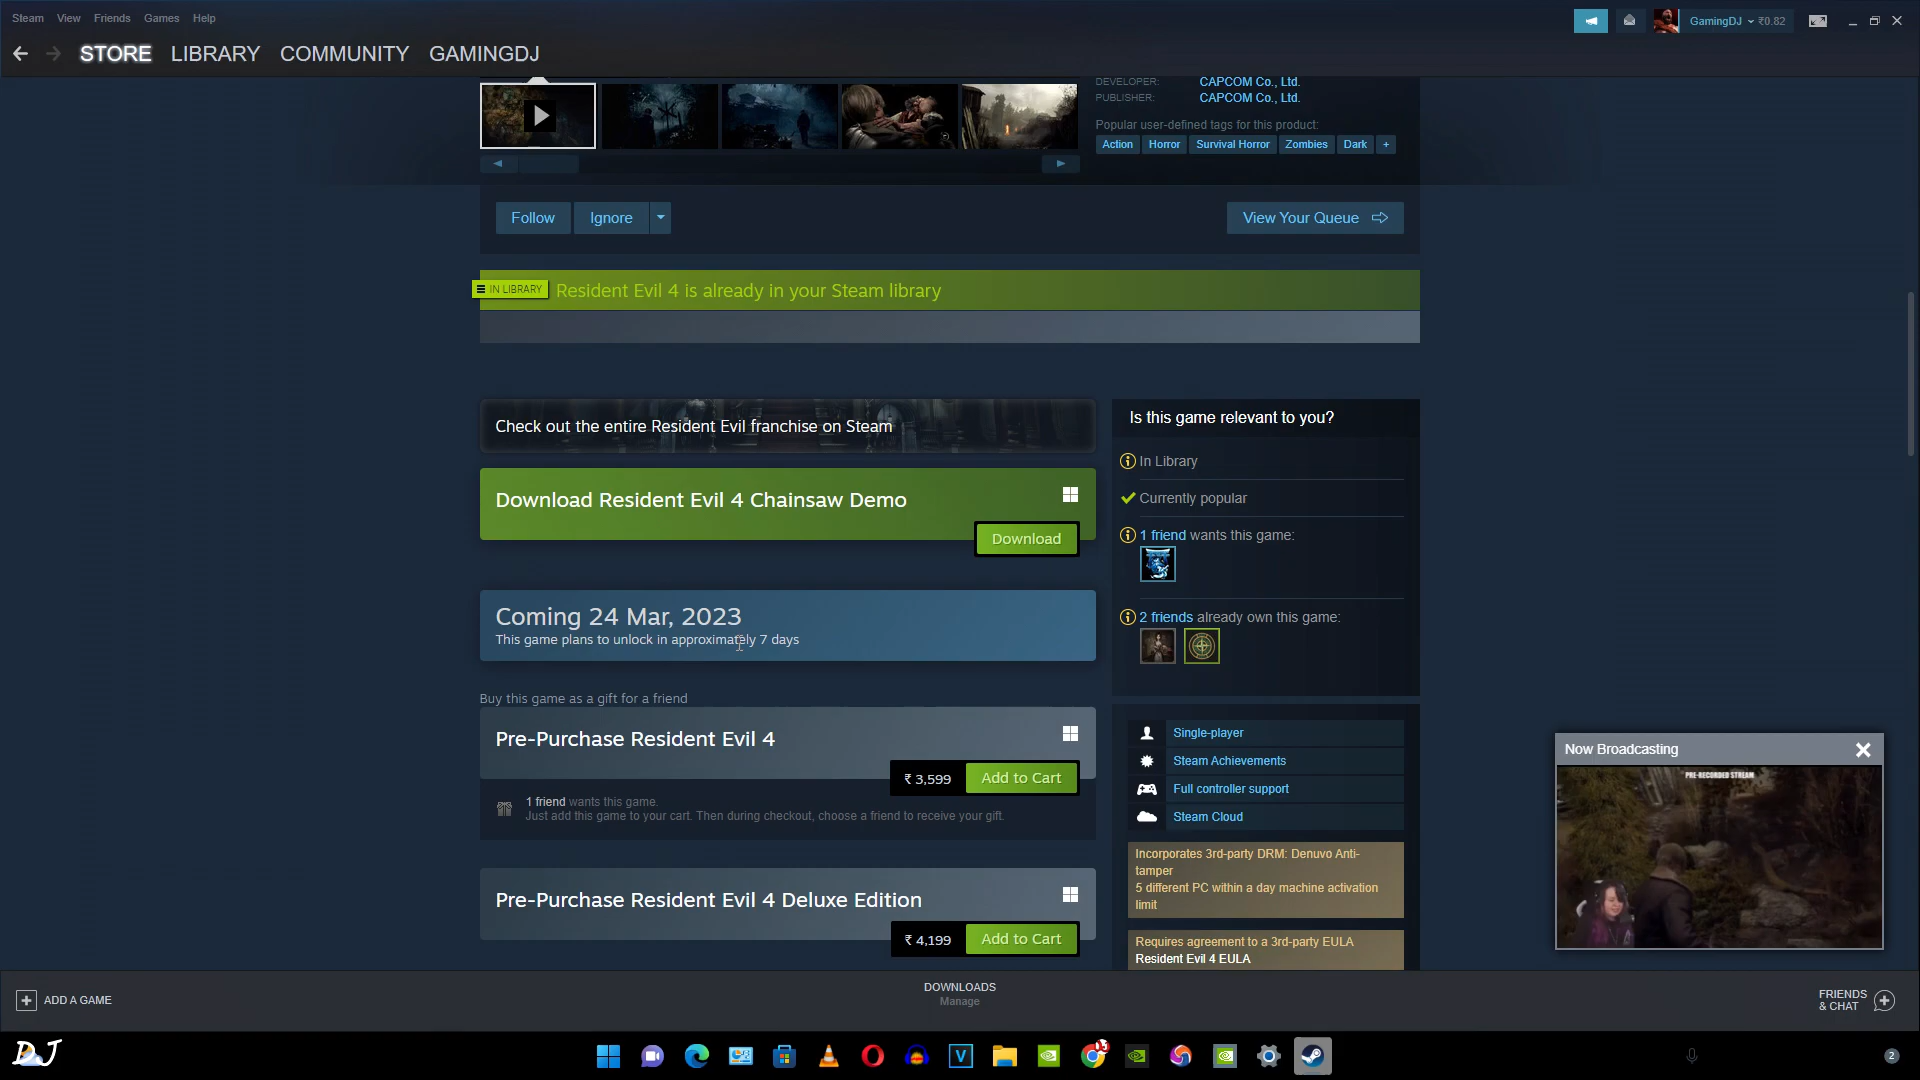 Steam View Friends Games Help
GamingDJ ₹0.82
STORE LIBRARY COMMUNITY GAMINGDJ
DEVELOPER: CAPCOM Co., Ltd.
PUBLISHER: CAPCOM Co., Ltd.
Popular user-defined tags for this product:
Action Horror Survival Horror Zombies Dark +
Follow Ignore View Your Queue
IN LIBRARY Resident Evil 4 is already in your Steam library
Check out the entire Resident Evil franchise on Steam
Download Resident Evil 4 Chainsaw Demo
Download
Coming 24 Mar, 2023
This game plans to unlock in approximately 7 days
Buy this game as a gift for a friend
Pre-Purchase Resident Evil 4
₹ 3,599 Add to Cart
1 friend wants this game.
Just add this game to your cart. Then during checkout, choose a friend to receive your gift.
Pre-Purchase Resident Evil 4 Deluxe Edition
₹ 4,199 Add to Cart
Is this game relevant to you?
In Library
Currently popular
1 friend wants this game:
2 friends already own this game:
Single-player
Steam Achievements
Full controller support
Steam Cloud
Incorporates 3rd-party DRM: Denuvo Anti-
tamper
5 different PC within a day machine activation
limit
Requires agreement to a 3rd-party EULA
Resident Evil 4 EULA
Now Broadcasting
PRE-RECORDED STREAM
ADD A GAME
DOWNLOADS
Manage
FRIENDS
& CHAT
DJ
V
2